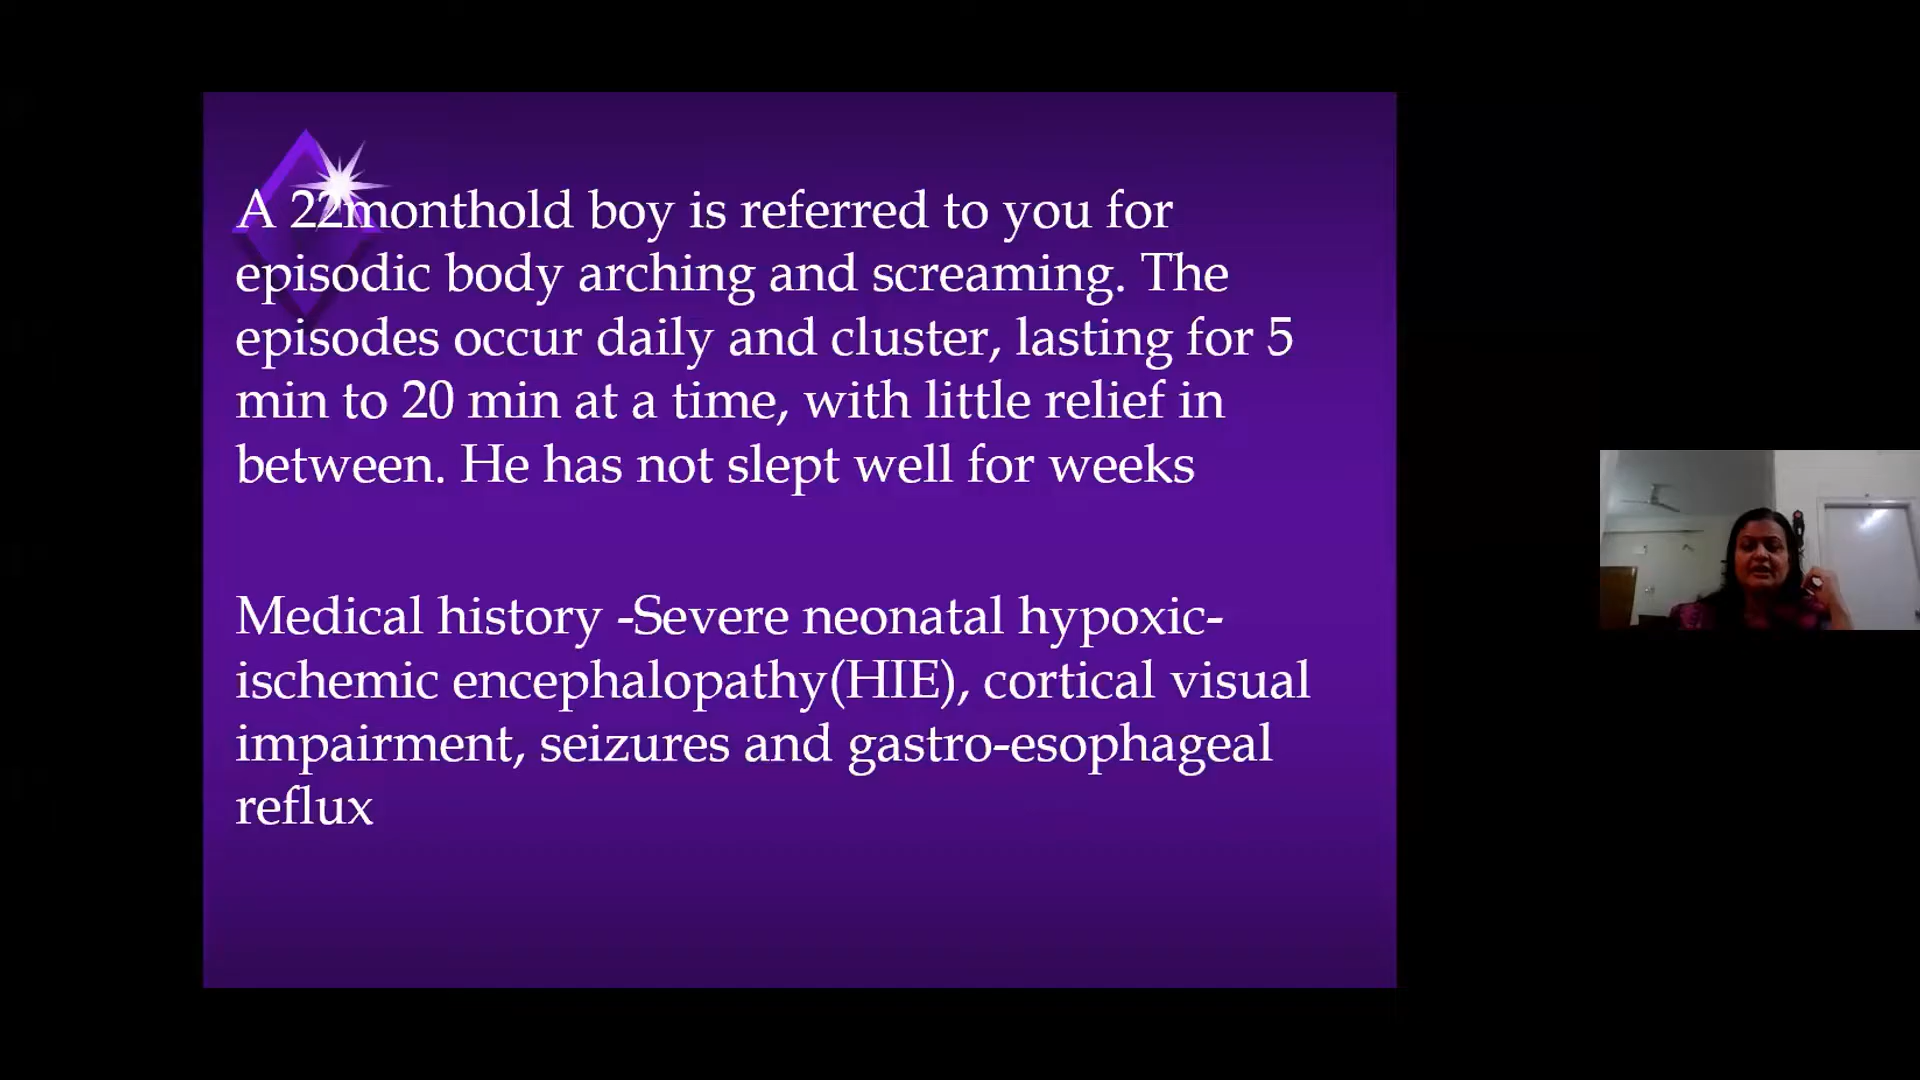 A 22monthold boy is referred to you for
episodic body arching and screaming. The
episodes occur daily and cluster, lasting for 5
min to 20 min at a time, with little relief in
between. He has not slept well for weeks
Medical history -Severe neonatal hypoxic-
ischemic encephalopathy(HIE), cortical visual
impairment, seizures and gastro-esophageal
reflux